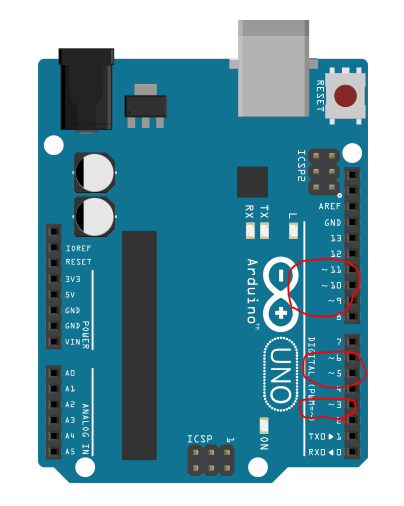 RESET
ICSP2
AREF
GND
13
12
~11
~10
~9
8
RX
TX
L
Arduino™
UNO
IOREF
RESET
3V3
5V
GND
GND
VIN
POWER
7
~6
~5
4
~3
2
TXD▶1
RXD◀0
DIGITAL (PWM=~)
A0
A1
A2
A3
A4
A5
ANALOG IN
ICSP
1
ON